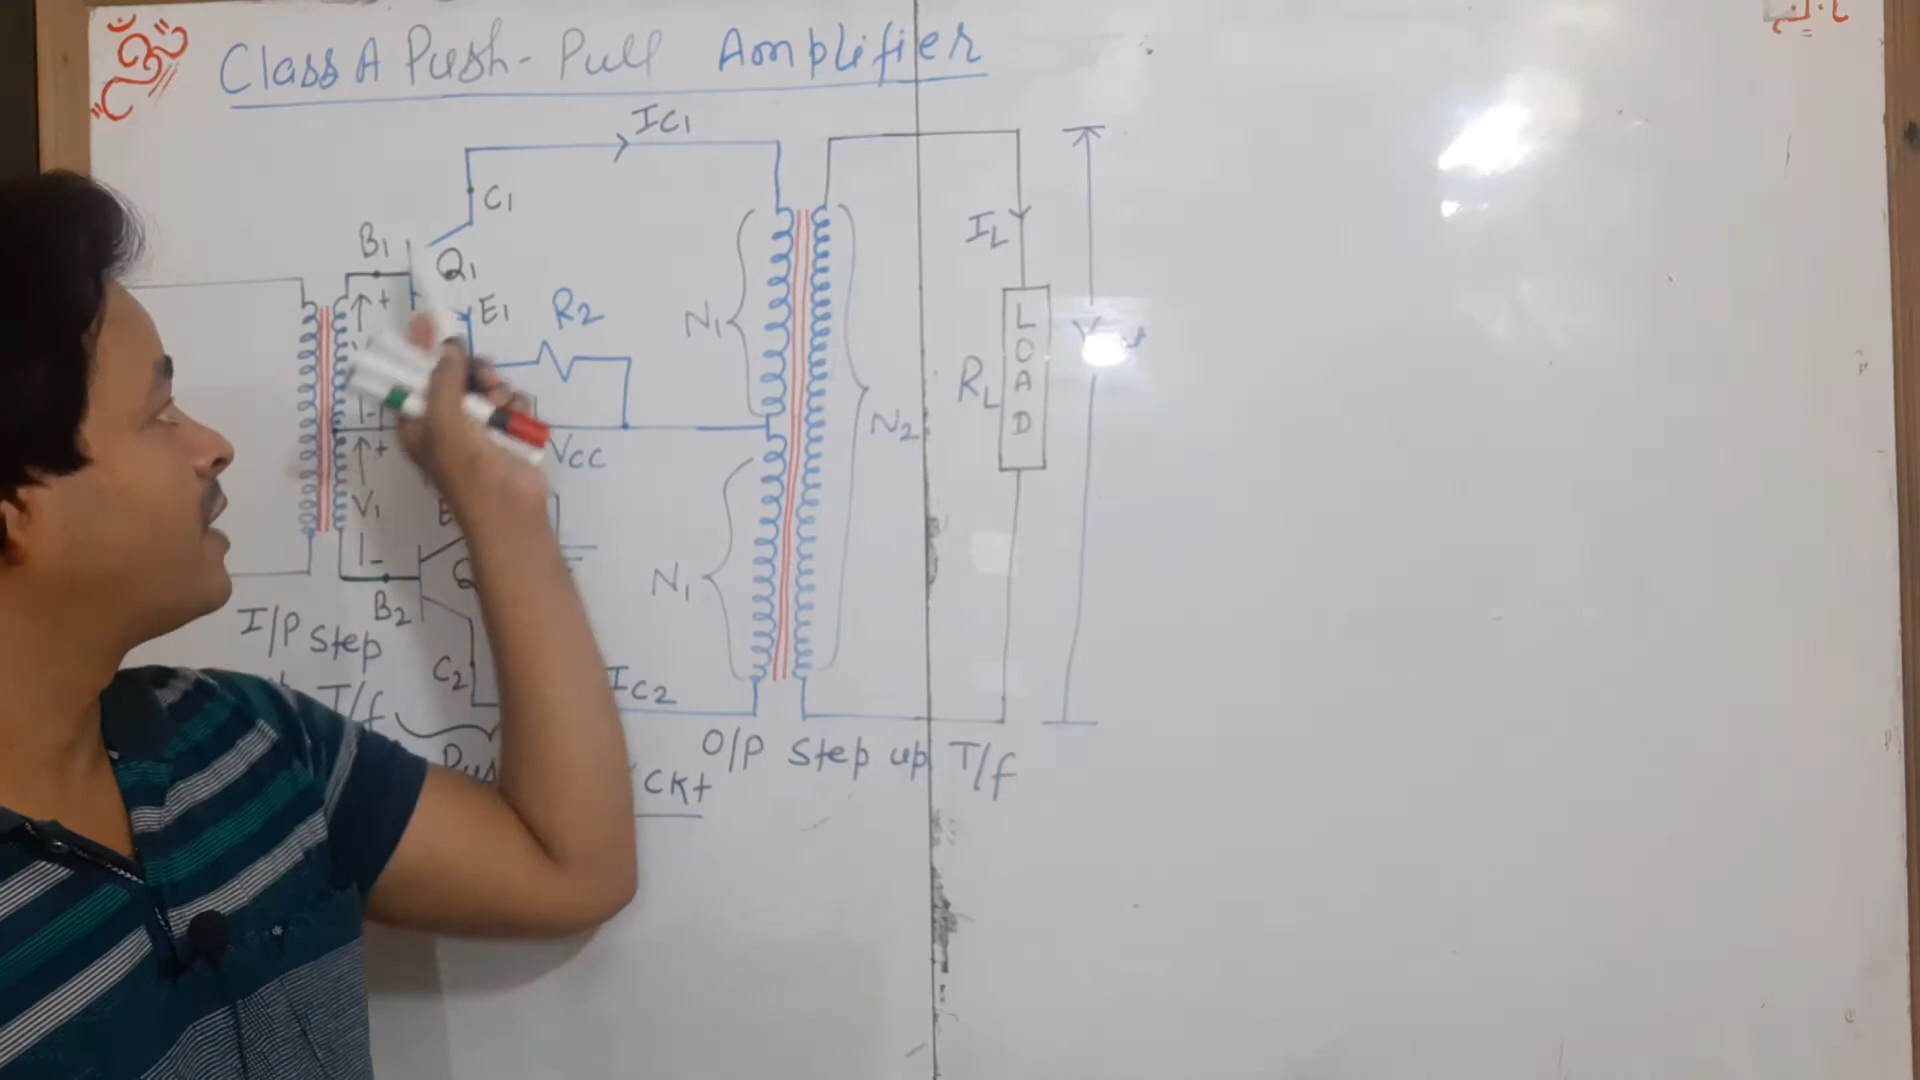 ॐ
Class A Push-Pull Amplifier
IC1
C1
B1
Q1
IL
E1
R2
+
N1
LOAD
RL
-
+
VCC
N2
V1
N1
-
B2
I/P Step
C2
IC2
T/f
O/P Step up T/f
CKt